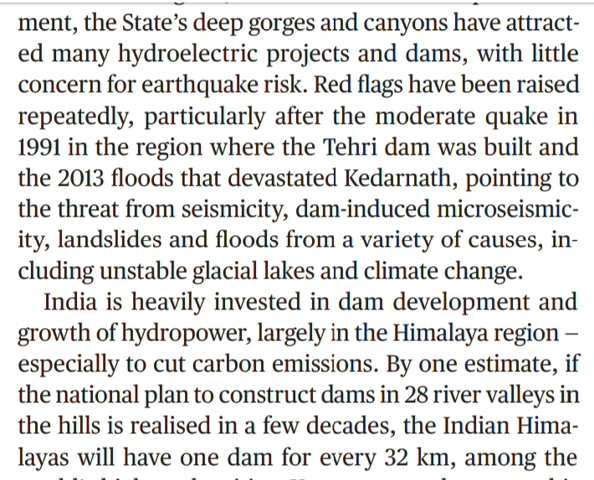 ment, the State’s deep gorges and canyons have attract-
ed many hydroelectric projects and dams, with little
concern for earthquake risk. Red flags have been raised
repeatedly, particularly after the moderate quake in
1991 in the region where the Tehri dam was built and
the 2013 floods that devastated Kedarnath, pointing to
the threat from seismicity, dam-induced microseismic-
ity, landslides and floods from a variety of causes, in-
cluding unstable glacial lakes and climate change.
India is heavily invested in dam development and
growth of hydropower, largely in the Himalaya region –
especially to cut carbon emissions. By one estimate, if
the national plan to construct dams in 28 river valleys in
the hills is realised in a few decades, the Indian Hima-
layas will have one dam for every 32 km, among the